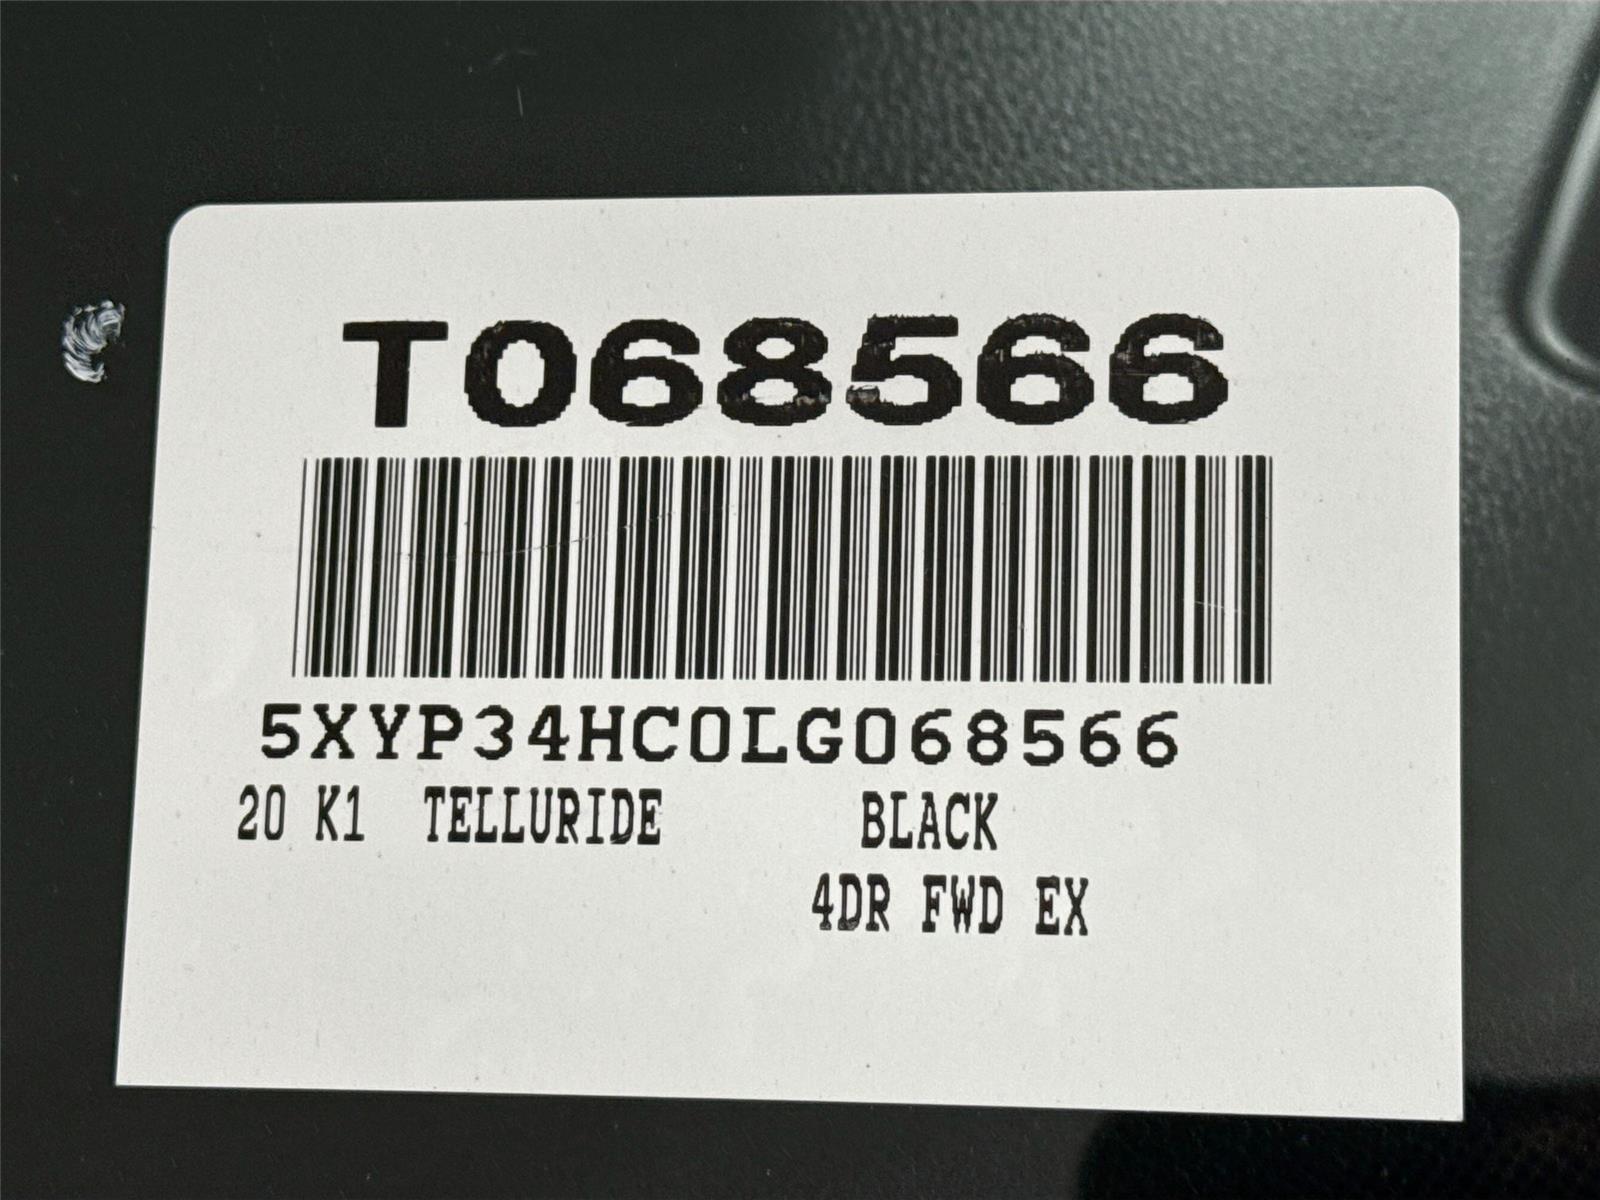 T068566
5XYP34HC0LG068566
20 K1 TELLURIDE BLACK
4DR FWD EX